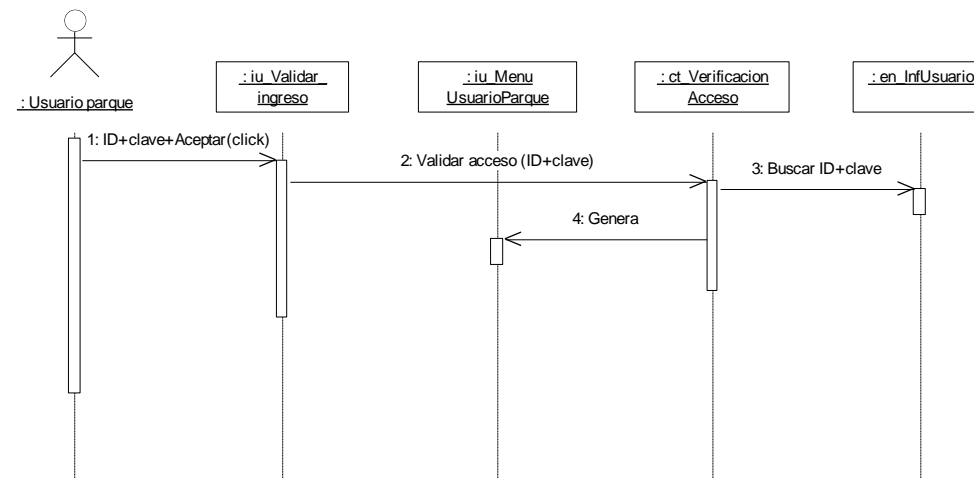 : Usuario parque
: iu_Validar_
ingreso
: iu_Menu
UsuarioParque
: ct_Verificacion
Acceso
: en_InfUsuario
1: ID+clave+Aceptar(click)
2: Validar acceso (ID+clave)
3: Buscar ID+clave
4: Genera